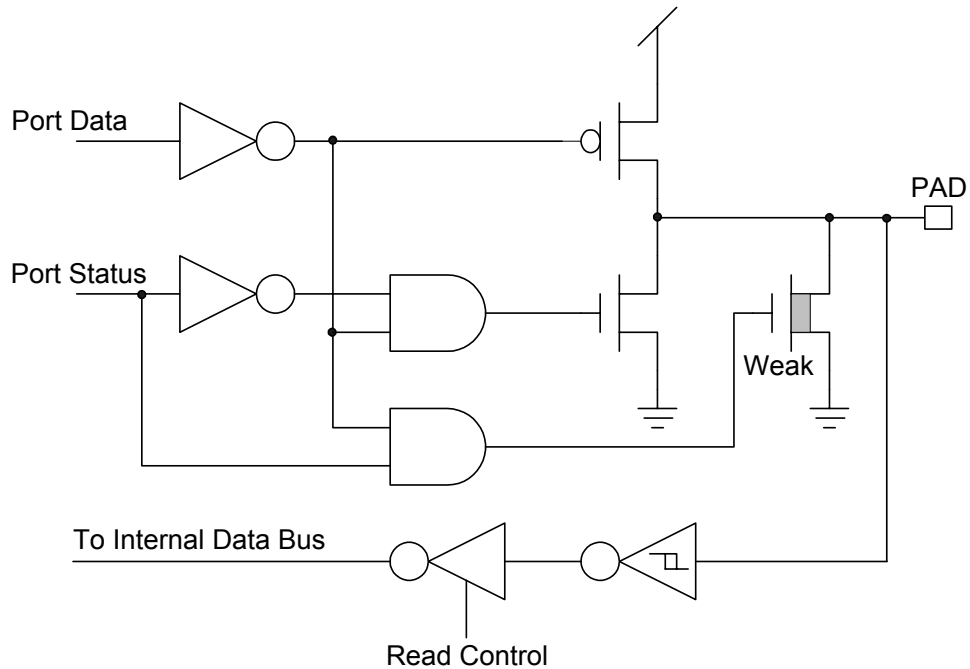 Port Data
PAD
Port Status
Weak
To Internal Data Bus
Read Control